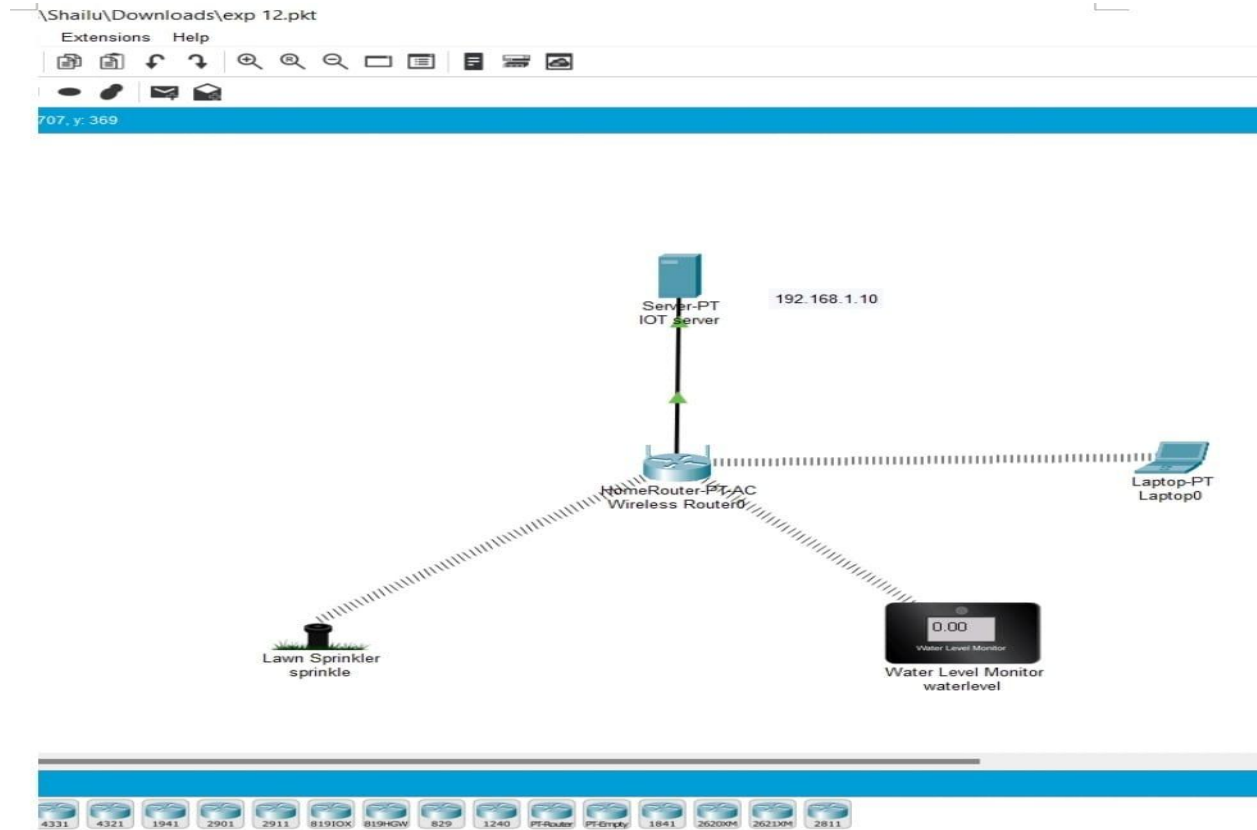 \Shailu\Downloads\exp 12.pkt
Extensions Help
707, y: 369
Server-PT
IOT server
192.168.1.10
HomeRouter-PT-AC
Wireless Router0
Laptop-PT
Laptop0
0.00
Water Level Monitor
Lawn Sprinkler
sprinkle
Water Level Monitor
waterlevel
4331 4321 1941 2901 2911 819IOX 819HGW 829 1240 PT-Router PT-Empty 1841 2620XM 2621XM 2811